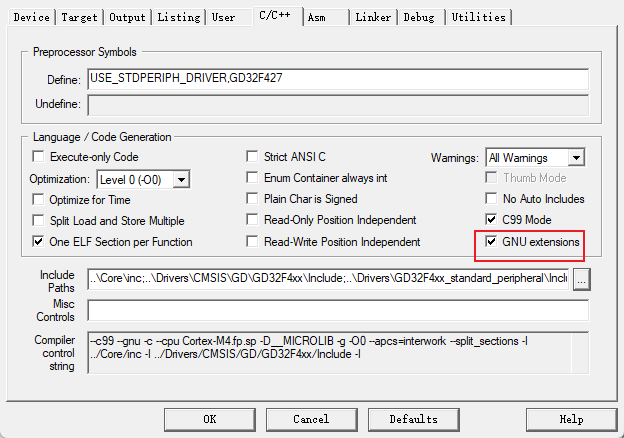 Device Target Output Listing User C/C++ Asm Linker Debug Utilities
Preprocessor Symbols
Define: USE_STDPERIPH_DRIVER,GD32F427
Undefine:
Language / Code Generation
Execute-only Code Strict ANSI C Warnings: All Warnings
Optimization: Level 0 (-O0) Enum Container always int Thumb Mode
Optimize for Time Plain Char is Signed No Auto Includes
Split Load and Store Multiple Read-Only Position Independent C99 Mode
One ELF Section per Function Read-Write Position Independent GNU extensions
Include Paths ..\Core\inc;..\Drivers\CMSIS\GD\GD32F4xx\Include;..\Drivers\GD32F4xx_standard_peripheral\Inclu ...
Misc Controls
Compiler control string --c99 --gnu -c --cpu Cortex-M4.fp.sp -D__MICROLIB -g -O0 --apcs=interwork --split_sections -I
../Core/inc -I ../Drivers/CMSIS/GD/GD32F4xx/Include -I
OK Cancel Defaults Help